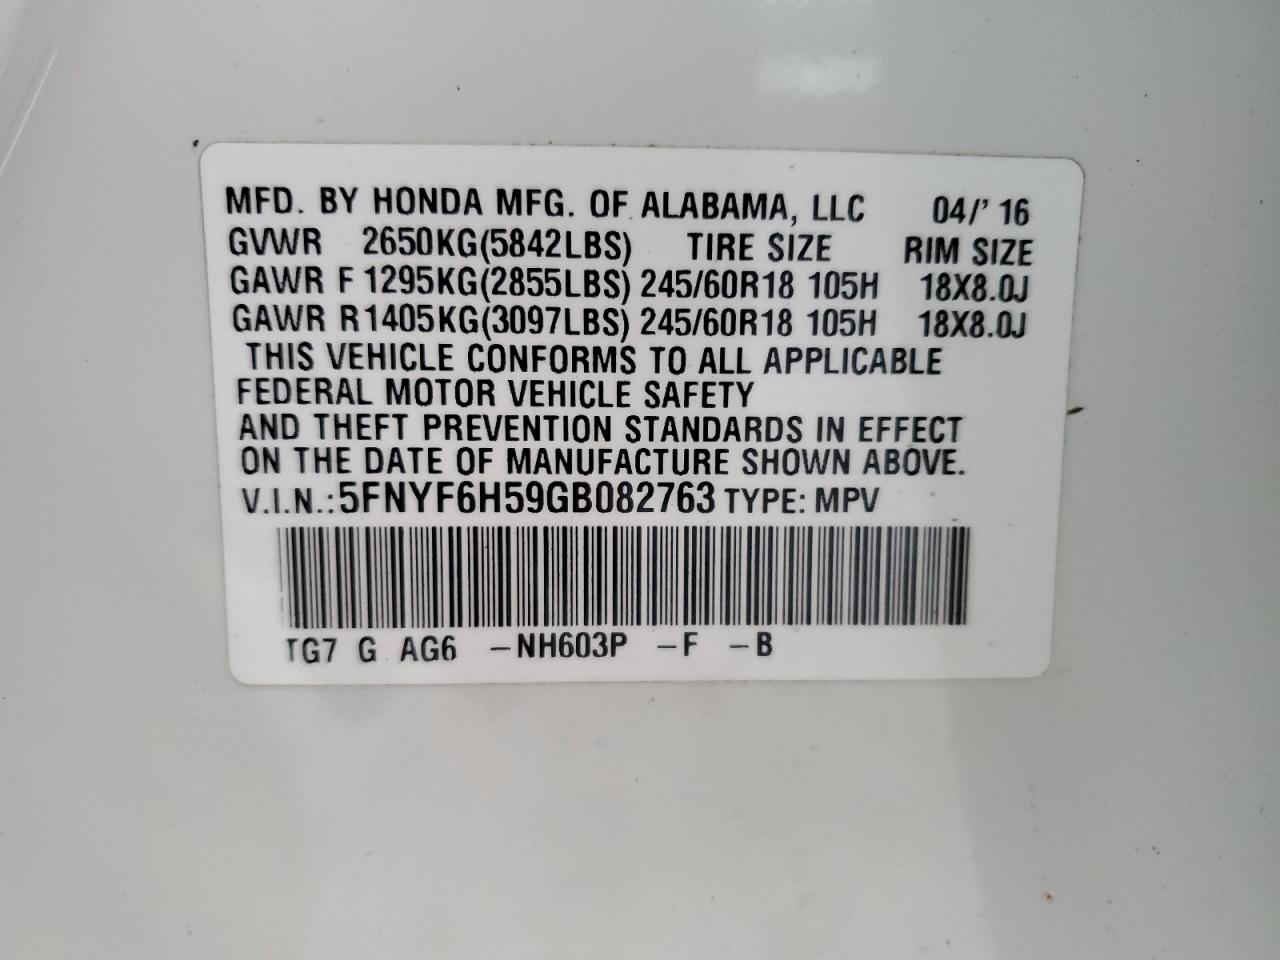 MFD. BY HONDA MFG. OF ALABAMA, LLC 04/' 16
GVWR 2650KG(5842LBS) TIRE SIZE RIM SIZE
GAWR F 1295KG(2855LBS) 245/60R18 105H 18X8.0J
GAWR R1405KG(3097LBS) 245/60R18 105H 18X8.0J
THIS VEHICLE CONFORMS TO ALL APPLICABLE
FEDERAL MOTOR VEHICLE SAFETY
AND THEFT PREVENTION STANDARDS IN EFFECT
ON THE DATE OF MANUFACTURE SHOWN ABOVE.
V.I.N.: 5FNYF6H59GB082763 TYPE: MPV
TG7 G AG6 -NH603P -F -B